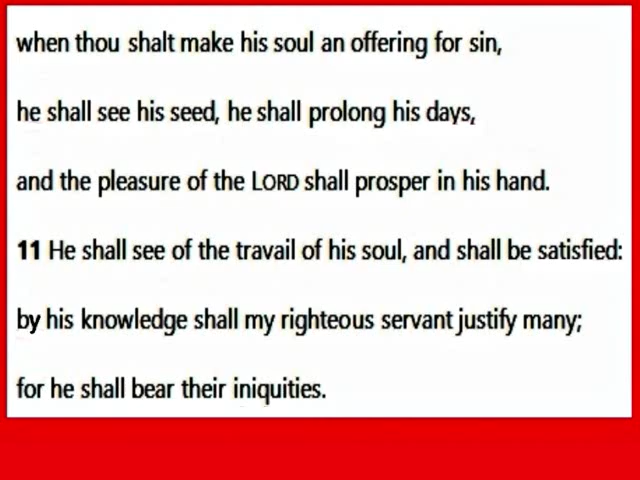 when thou shalt make his soul an offering for sin,
he shall see his seed, he shall prolong his days,
and the pleasure of the LORD shall prosper in his hand.
11 He shall see of the travail of his soul, and shall be satisfied:
by his knowledge shall my righteous servant justify many;
for he shall bear their iniquities.